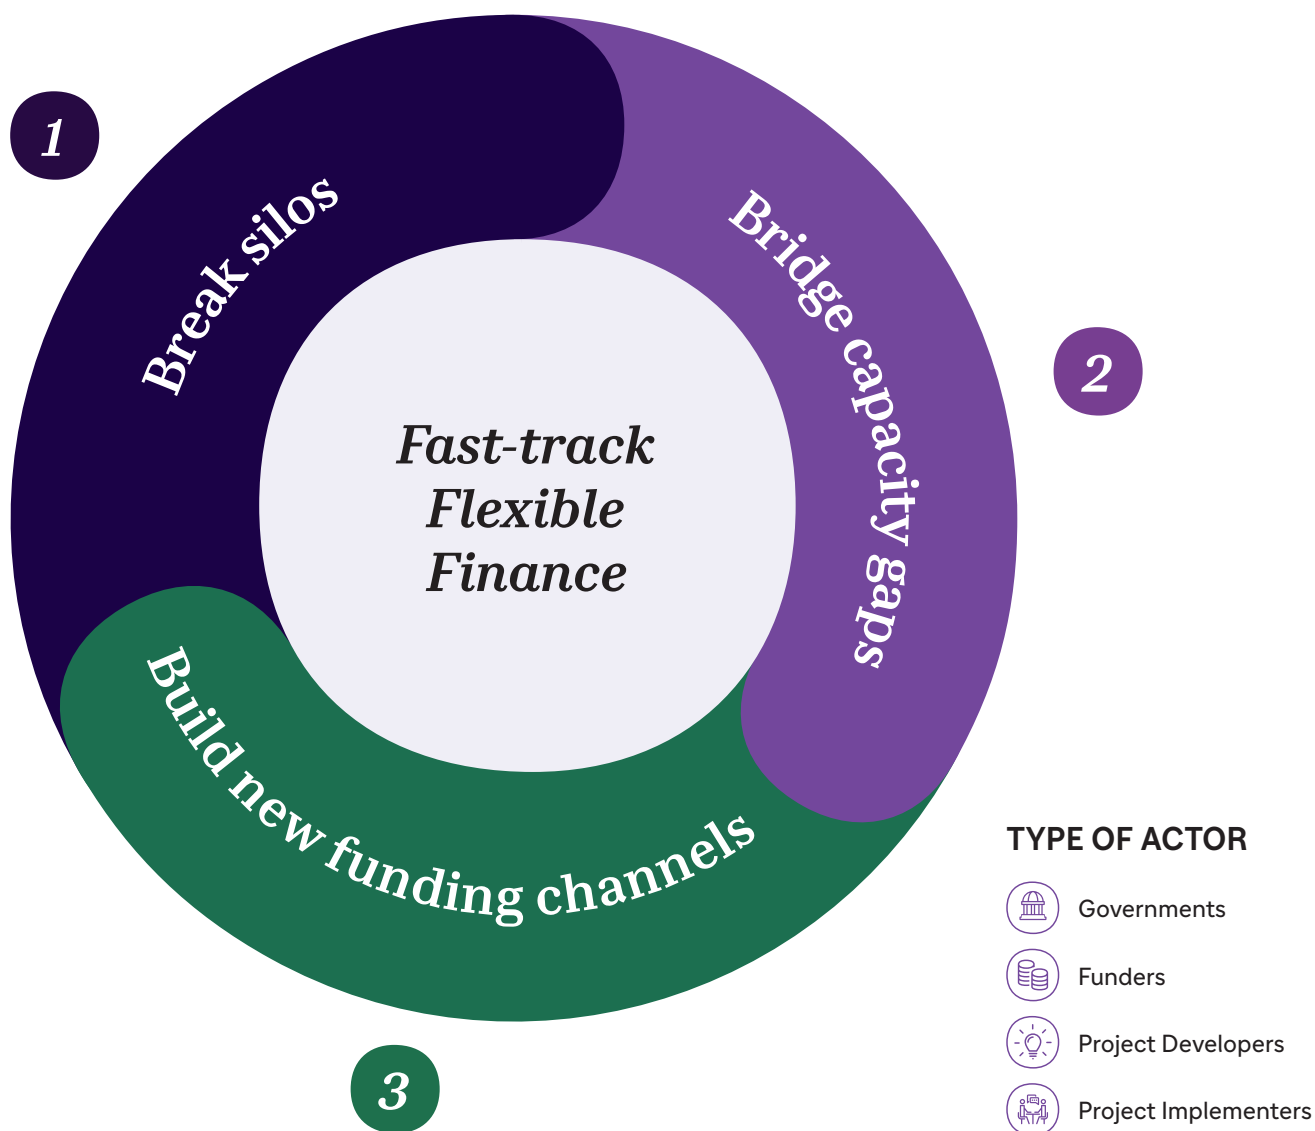 1
Break silos
Bridge capacity gaps
2
Fast-track
Flexible
Finance
Build new funding channels
3
TYPE OF ACTOR
Governments
Funders
Project Developers
Project Implementers